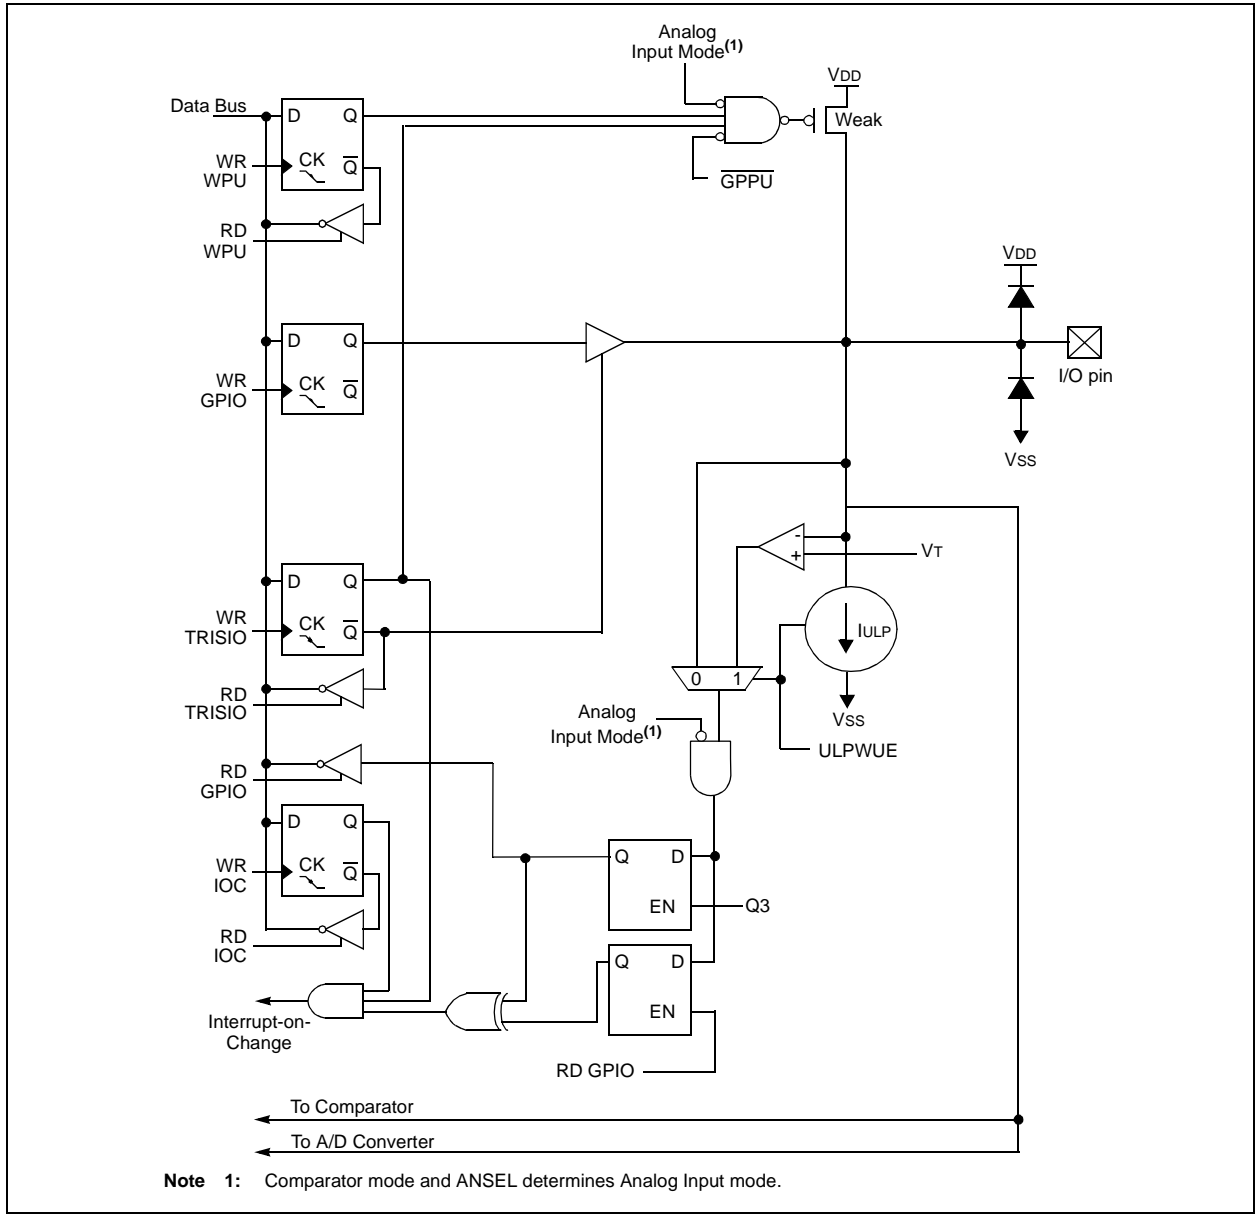 Analog
Input Mode(1)
VDD
Data Bus
D Q
Weak
WR
WPU
CK Q
GPPU
RD
WPU
VDD
D Q
WR
GPIO
CK Q
I/O pin
VSS
- 
+
VT
D Q
WR
TRISIO
CK Q
IULP
0 1
RD
TRISIO
VSS
Analog
Input Mode(1)
ULPWUE
RD
GPIO
D Q
WR
IOC
CK Q
Q D
EN
Q3
RD
IOC
Q D
EN
Interrupt-on-
Change
RD GPIO
To Comparator
To A/D Converter
Note 1: Comparator mode and ANSEL determines Analog Input mode.